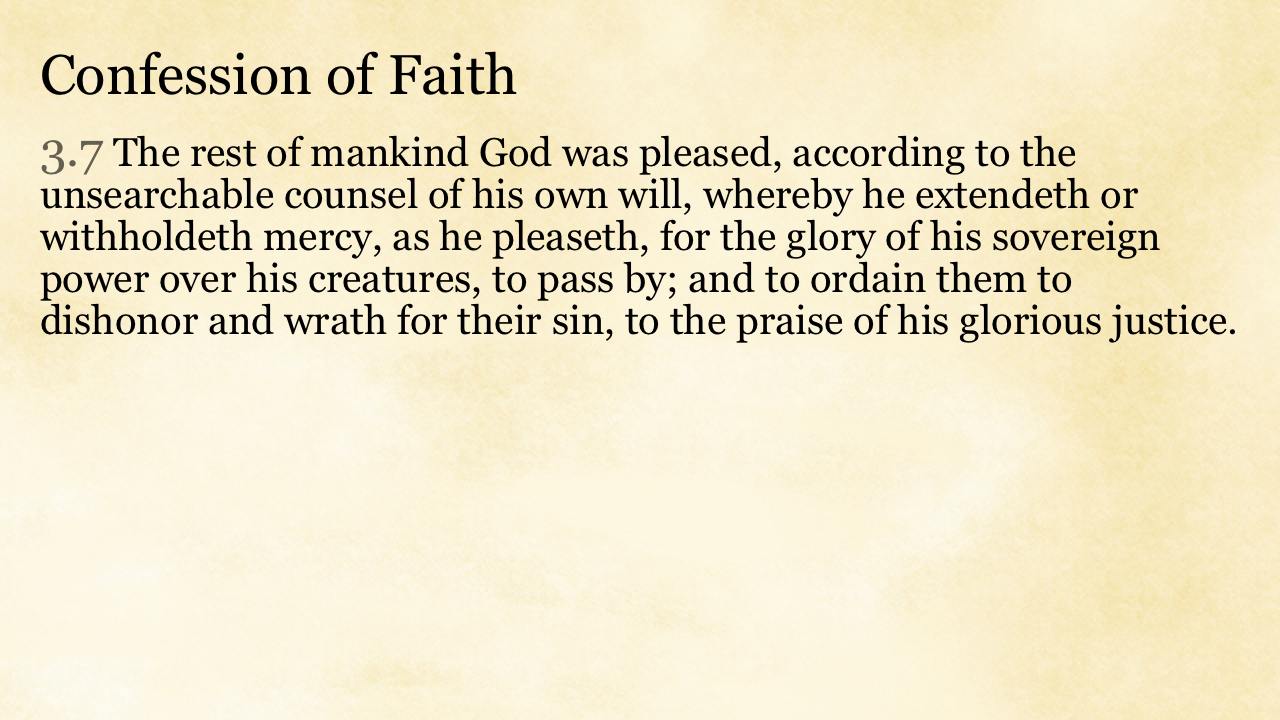 Confession of Faith
3.7 The rest of mankind God was pleased, according to the
unsearchable counsel of his own will, whereby he extendeth or
withholdeth mercy, as he pleaseth, for the glory of his sovereign
power over his creatures, to pass by; and to ordain them to
dishonor and wrath for their sin, to the praise of his glorious justice.